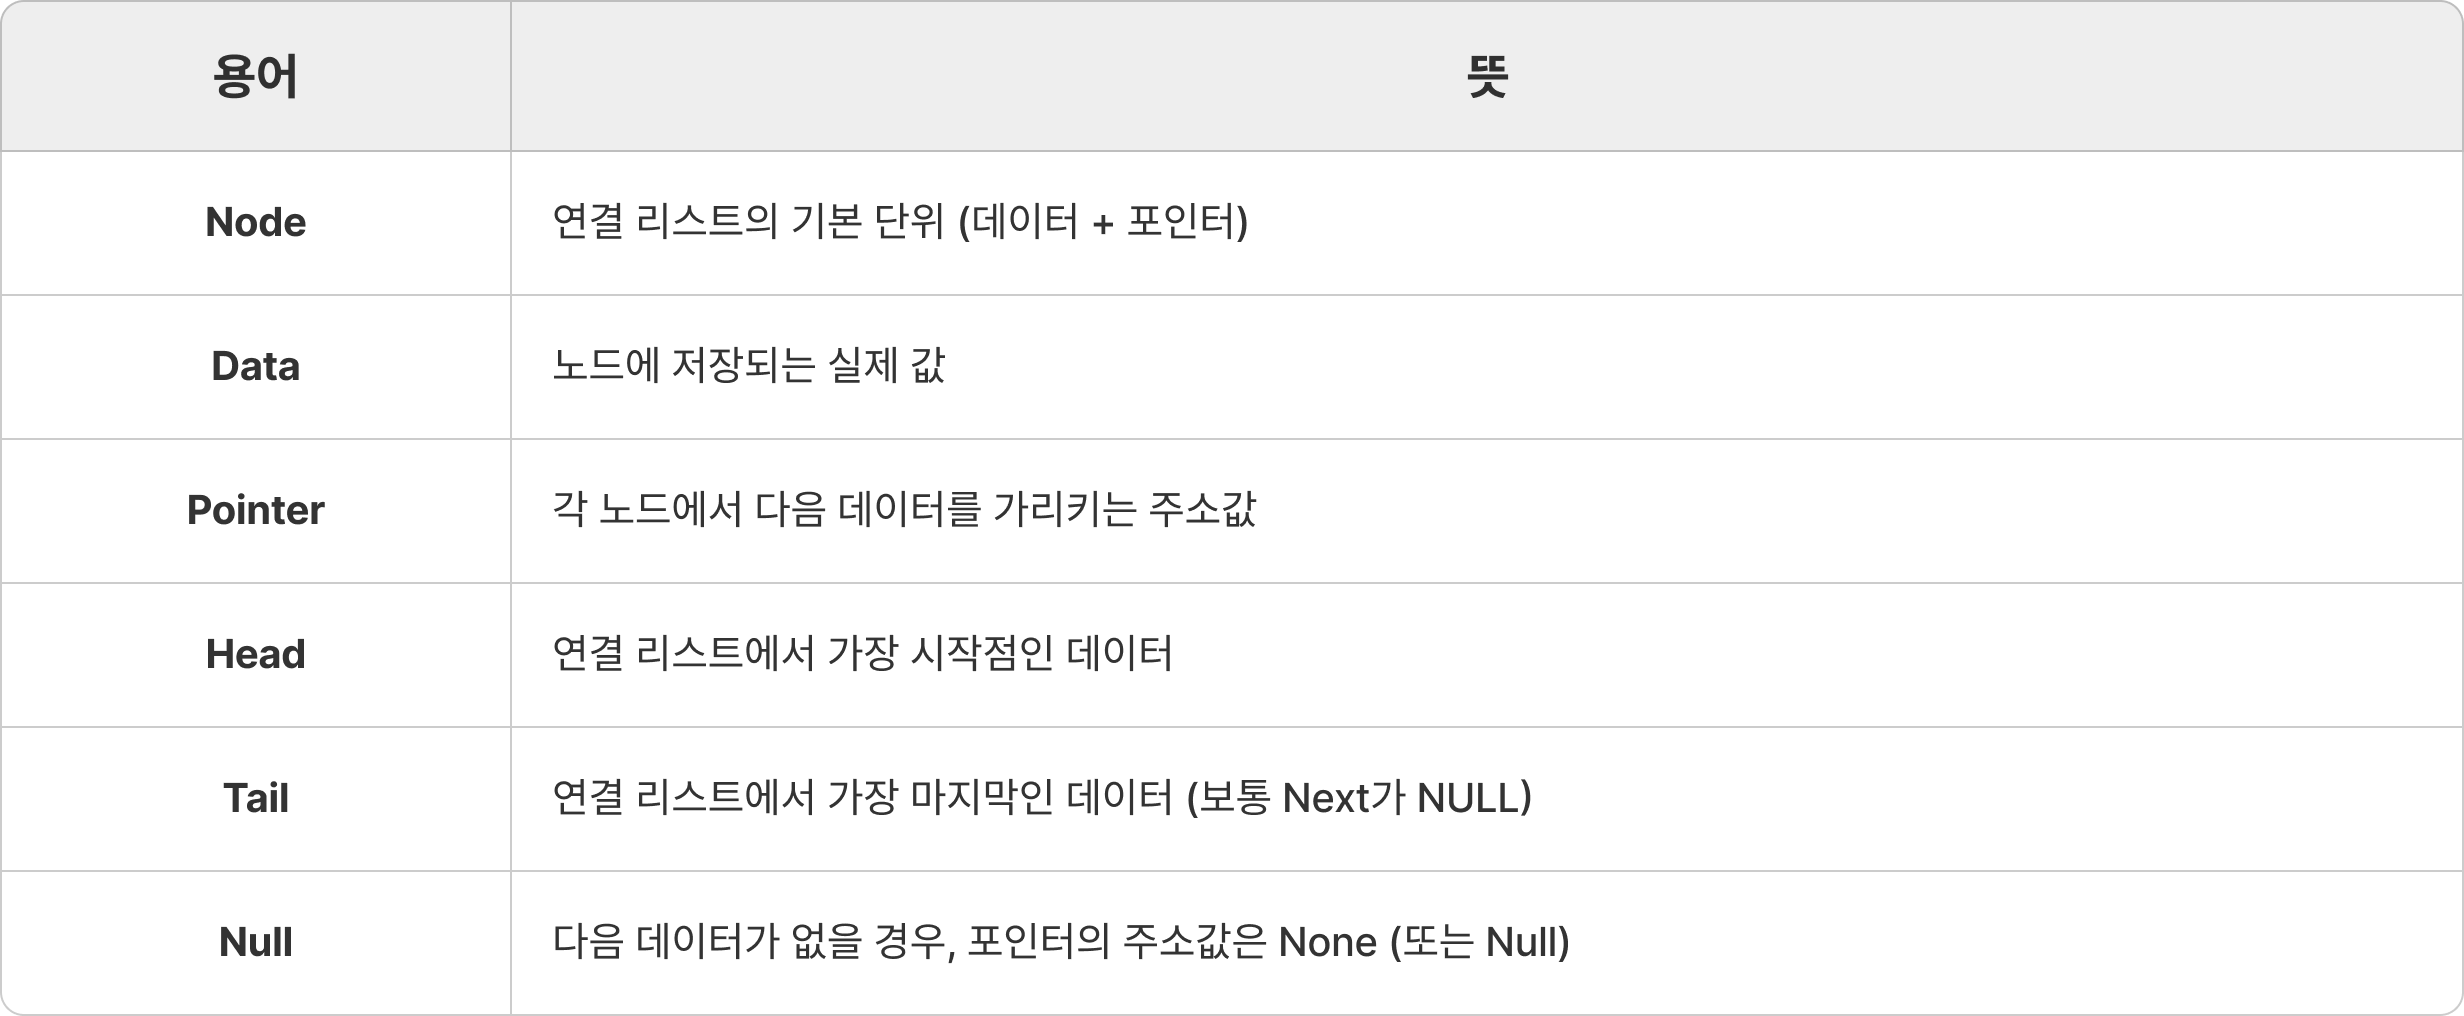 용어 뜻
Node 연결 리스트의 기본 단위 (데이터 + 포인터)
Data 노드에 저장되는 실제 값
Pointer 각 노드에서 다음 데이터를 가리키는 주소값
Head 연결 리스트에서 가장 시작점인 데이터
Tail 연결 리스트에서 가장 마지막인 데이터 (보통 Next가 NULL)
Null 다음 데이터가 없을 경우, 포인터의 주소값은 None (또는 Null)